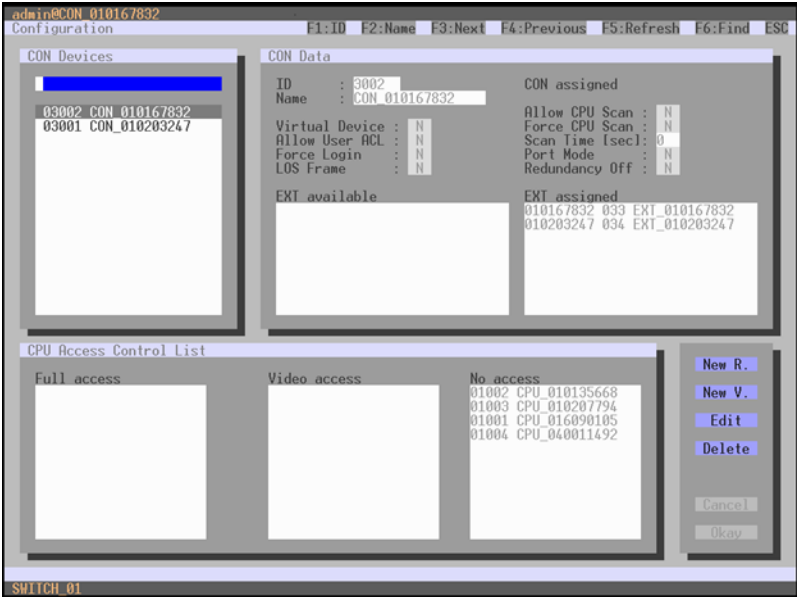 admin@CON_010167832
Configuration F1:ID F2:Name F3:Next F4:Previous F5:Refresh F6:Find ESC
CON Devices
03002 CON_010167832
03001 CON_010203247
CON Data
ID : 3002
Name : CON_010167832
Virtual Device : N
Allow User ACL : N
Force Login : N
LOS Frame : N
CON assigned
Allow CPU Scan : N
Force CPU Scan : N
Scan Time [sec]: 0
Port Mode : N
Redundancy Off : N
EXT available
EXT assigned
010167832 033 EXT_010167832
010203247 034 EXT_010203247
CPU Access Control List
Full access
Video access
No access
01002 CPU_010135668
01003 CPU_010207794
01001 CPU_016090105
01004 CPU_040011492
New R.
New V.
Edit
Delete
Cancel
Okay
SWITCH_01